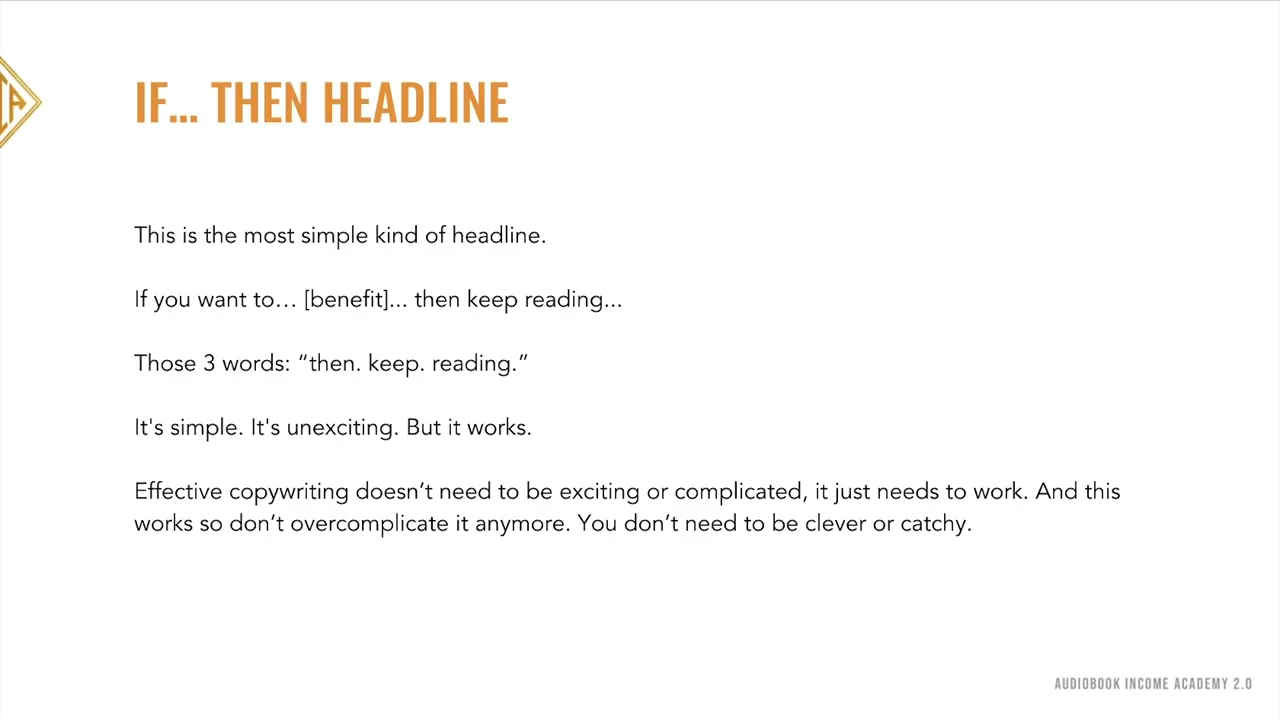 IF... THEN HEADLINE
This is the most simple kind of headline.
If you want to… [benefit]... then keep reading...
Those 3 words: “then. keep. reading.”
It's simple. It's unexciting. But it works.
Effective copywriting doesn’t need to be exciting or complicated, it just needs to work. And this
works so don’t overcomplicate it anymore. You don’t need to be clever or catchy.
AUDIOBOOK INCOME ACADEMY 2.0